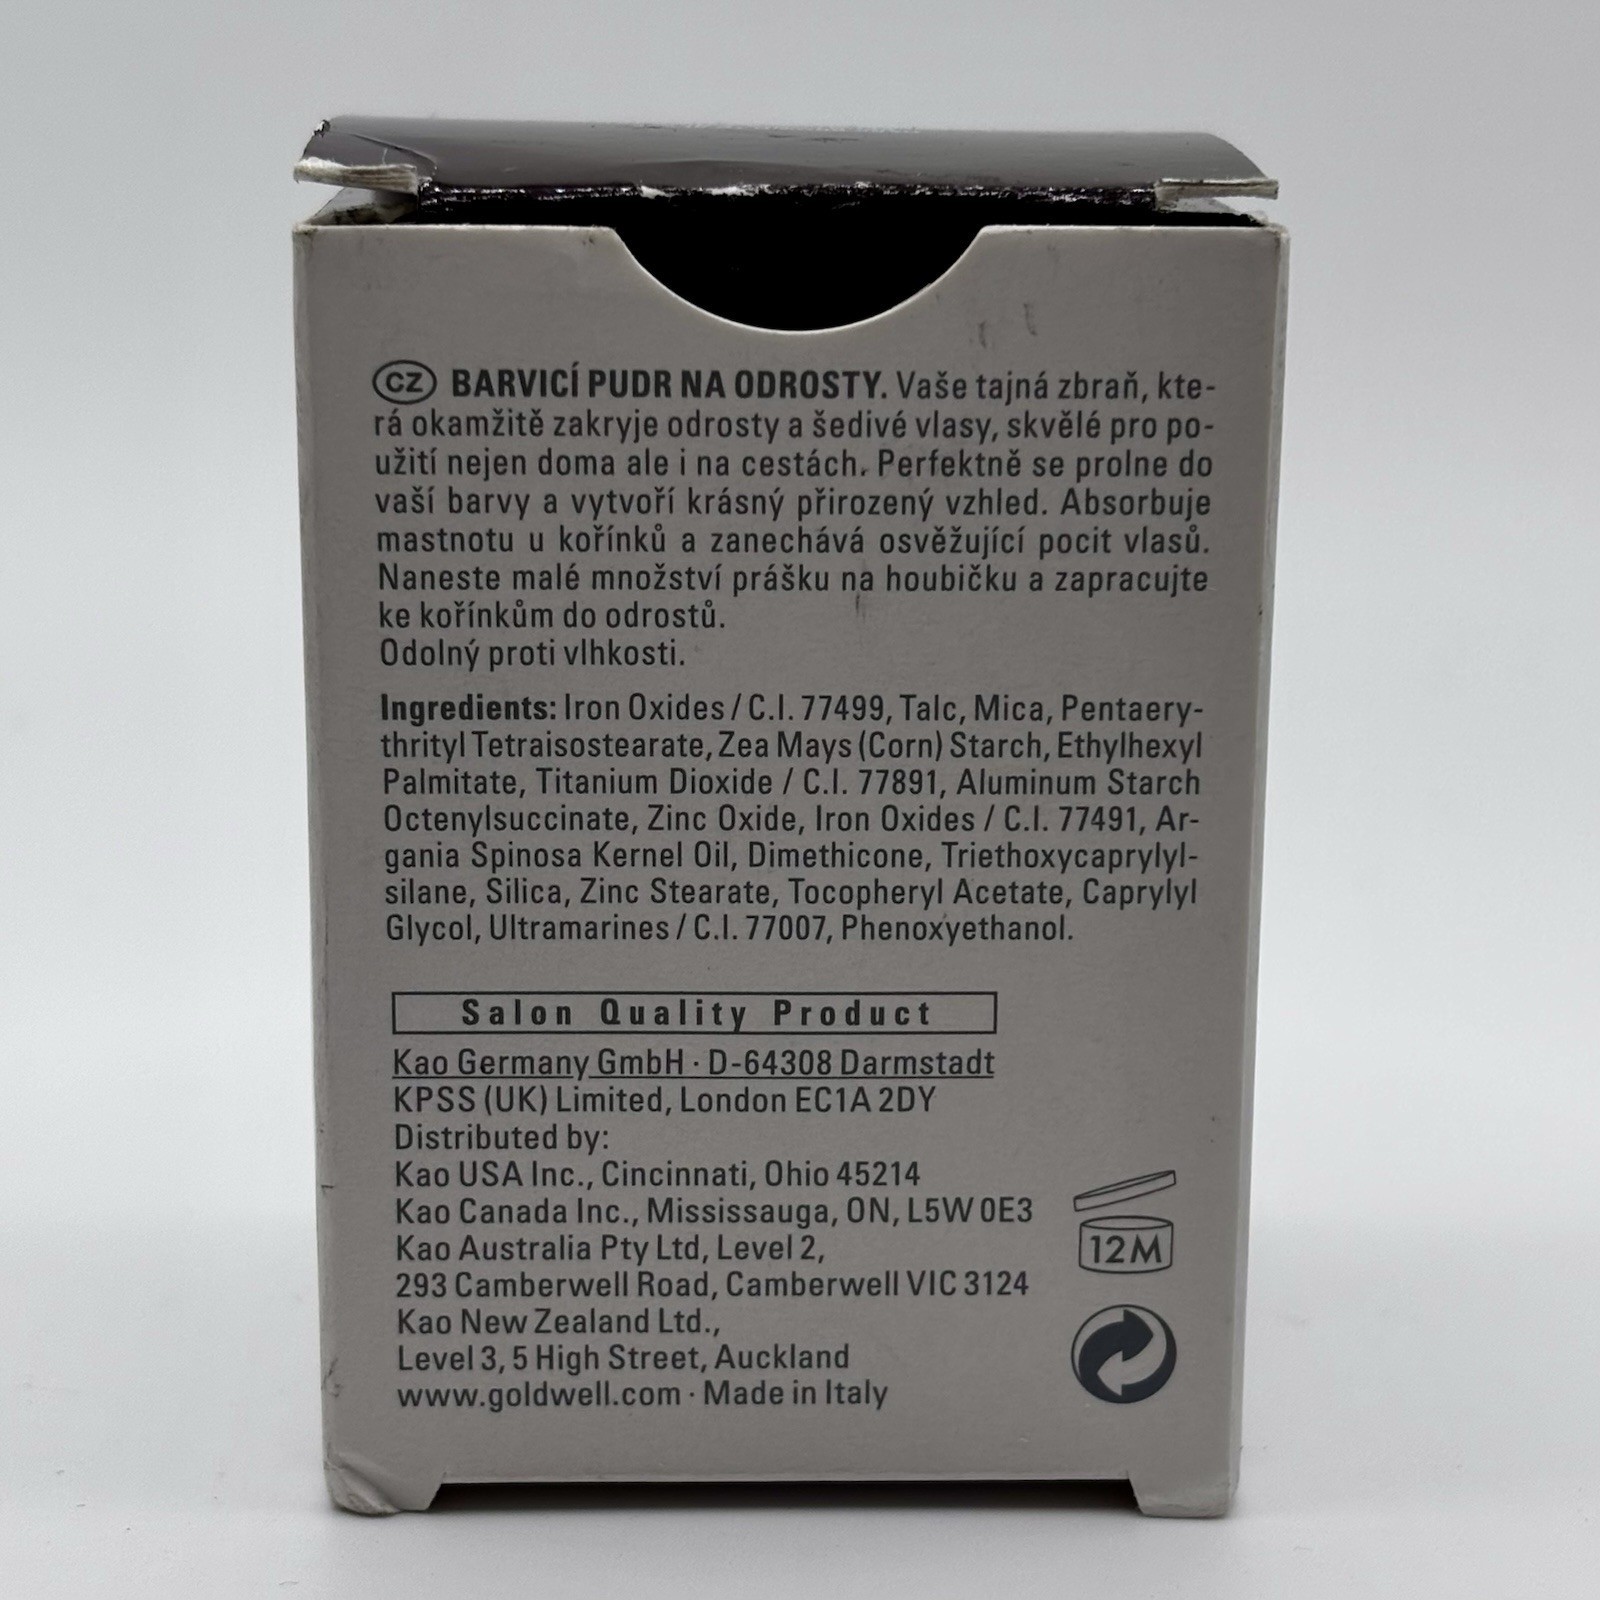 CZ BARVICÍ PUDR NA ODROSTY. Vaše tajná zbraň, kte-
rá okamžitě zakryje odrosty a šedivé vlasy, skvělé pro po-
užití nejen doma ale i na cestách. Perfektně se prolne do
vaší barvy a vytvoří krásný přirozený vzhled. Absorbuje
mastnotu u kořínků a zanechává osvěžující pocit vlasů.
Naneste malé množství prášku na houbičku a zapracujte
ke kořínkům do odrostů.
Odolný proti vlhkosti.
Ingredients: Iron Oxides / C.I. 77499, Talc, Mica, Pentaery-
thrityl Tetraisostearate, Zea Mays (Corn) Starch, Ethylhexyl
Palmitate, Titanium Dioxide / C.I. 77891, Aluminum Starch
Octenylsuccinate, Zinc Oxide, Iron Oxides / C.I. 77491, Ar-
gania Spinosa Kernel Oil, Dimethicone, Triethoxycaprylyl-
silane, Silica, Zinc Stearate, Tocopheryl Acetate, Caprylyl
Glycol, Ultramarines / C.I. 77007, Phenoxyethanol.
Salon Quality Product
Kao Germany GmbH · D-64308 Darmstadt
KPSS (UK) Limited, London EC1A 2DY
Distributed by:
Kao USA Inc., Cincinnati, Ohio 45214
Kao Canada Inc., Mississauga, ON, L5W 0E3
Kao Australia Pty Ltd, Level 2,
293 Camberwell Road, Camberwell VIC 3124
Kao New Zealand Ltd.,
Level 3, 5 High Street, Auckland
www.goldwell.com · Made in Italy
12M